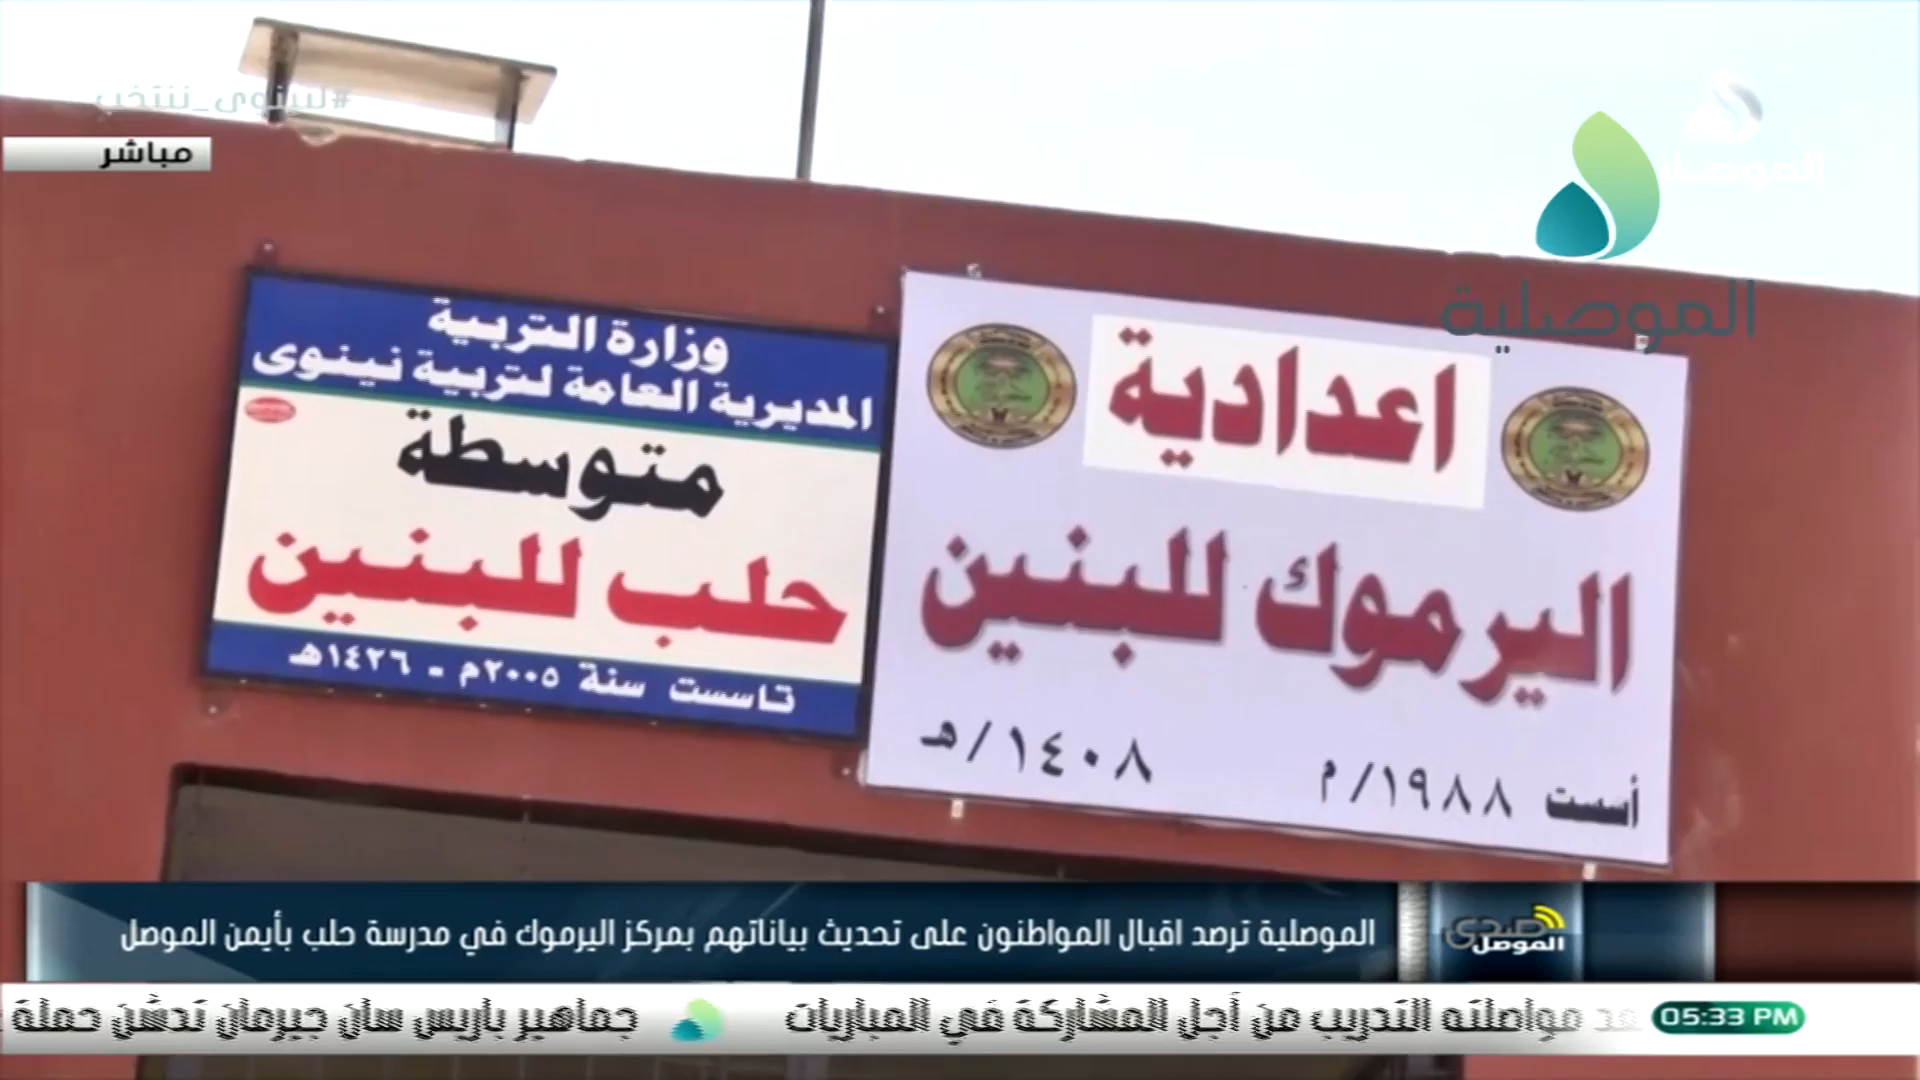 #لنينوى_ننتخب
مباشر
الموصلية
وزارة التربية
المديرية العامة لتربية نينوى
متوسطة
حلب للبنين
تاسست سنة ٢٠٠٥م - ١٤٢٦هـ
اعدادية
اليرموك للبنين
أسست ١٩٨٨/م ١٤٠٨/هـ
صدى الموصل
الموصلية ترصد اقبال المواطنون على تحديث بياناتهم بمركز اليرموك في مدرسة حلب بأيمن الموصل
05:33 PM
مواصلته التدريب من أجل المشاركة في المباريات
جماهير باريس سان جيرمان تدشن حملة